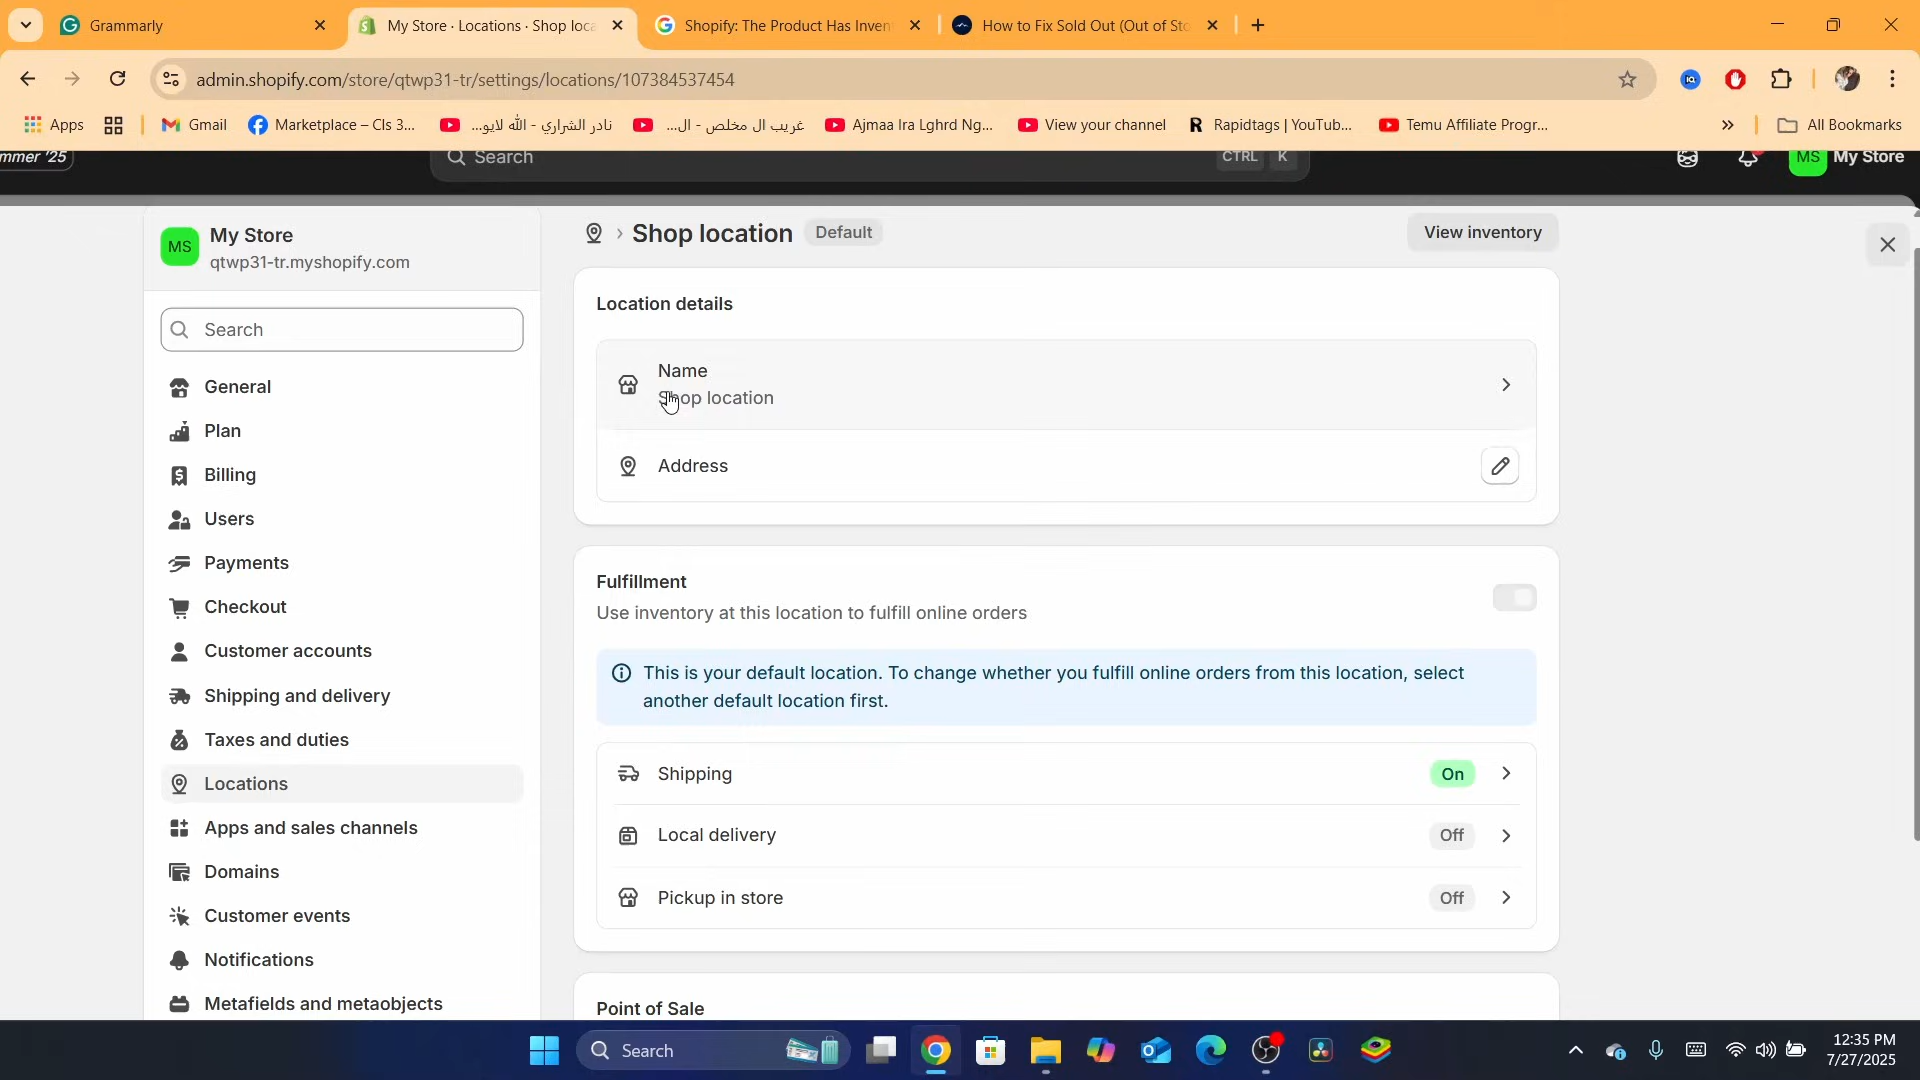 Grammarly
My Store · Locations · Shop loca
Shopify: The Product Has Inven
How to Fix Sold Out (Out of Sto
admin.shopify.com/store/qtwp31-tr/settings/locations/107384537454
Apps
Gmail
Marketplace – Cls 3...
نادر الشراري - الله لايو...
غريب ال مخلص - ال...
Ajmaa Ira Lghrd Ng...
View your channel
Rapidtags | YouTub...
Temu Affiliate Progr...
All Bookmarks
mmer '25
Search
CTRL K
MS
My Store
MS
My Store
qtwp31-tr.myshopify.com
Search
General
Plan
Billing
Users
Payments
Checkout
Customer accounts
Shipping and delivery
Taxes and duties
Locations
Apps and sales channels
Domains
Customer events
Notifications
Metafields and metaobjects
Shop location
Default
View inventory
Location details
Name
Shop location
Address
Fulfillment
Use inventory at this location to fulfill online orders
This is your default location. To change whether you fulfill online orders from this location, select
another default location first.
Shipping
On
Local delivery
Off
Pickup in store
Off
Point of Sale
Search
12:35 PM
7/27/2025